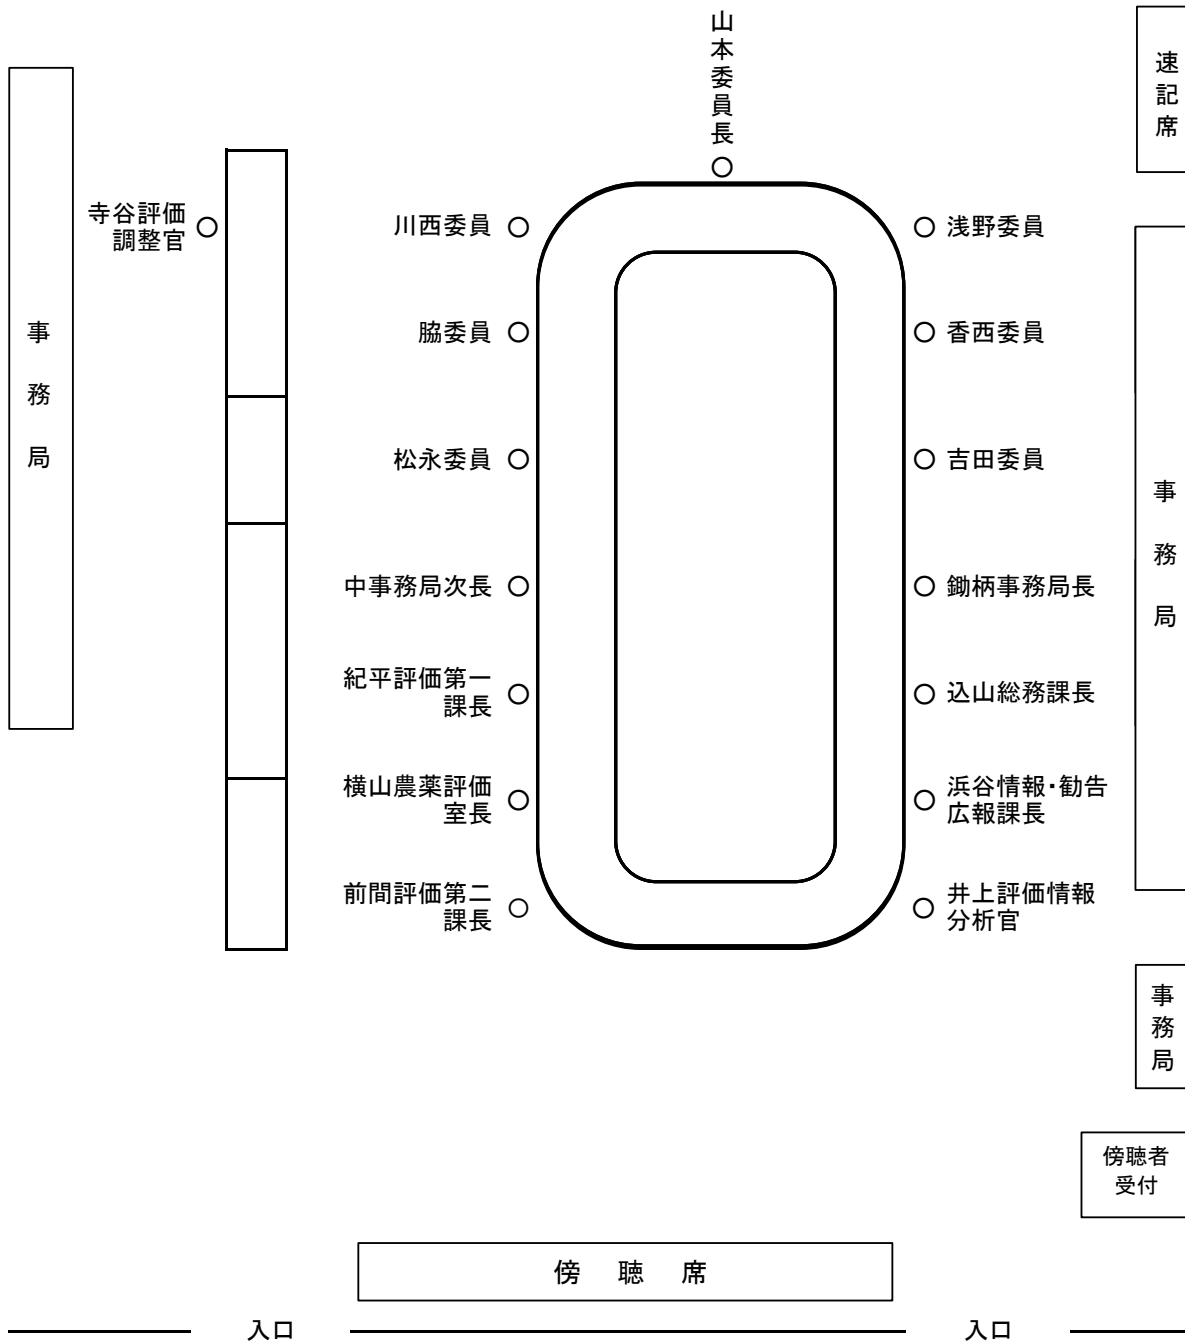 山本委員長
速記席
寺谷評価
調整官
川西委員
浅野委員
事務局
脇委員
香西委員
松永委員
吉田委員
事務局
中事務局次長
鋤柄事務局長
紀平評価第一
課長
込山総務課長
横山農薬評価
室長
浜谷情報・勧告
広報課長
前間評価第二
課長
井上評価情報
分析官
事務局
傍聴者
受付
傍 聴 席
入口
入口